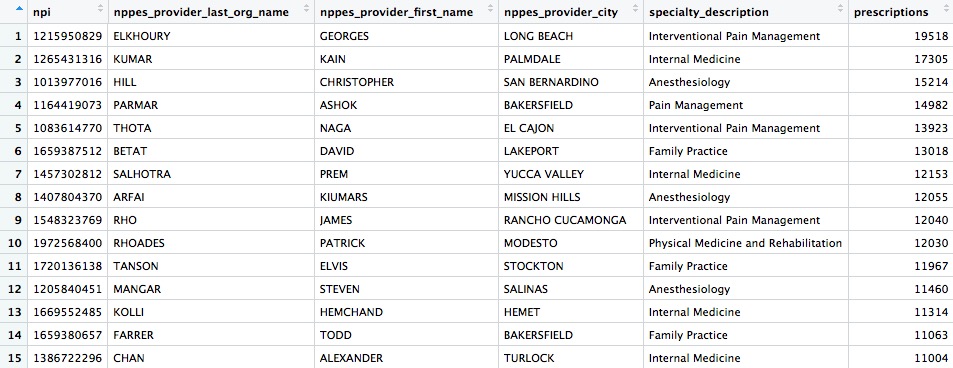 npi nppes_provider_last_org_name nppes_provider_first_name nppes_provider_city specialty_description prescriptions
1 1215950829 ELKHOURY GEORGES LONG BEACH Interventional Pain Management 19518
2 1265431316 KUMAR KAIN PALMDALE Internal Medicine 17305
3 1013977016 HILL CHRISTOPHER SAN BERNARDINO Anesthesiology 15214
4 1164419073 PARMAR ASHOK BAKERSFIELD Pain Management 14982
5 1083614770 THOTA NAGA EL CAJON Interventional Pain Management 13923
6 1659387512 BETAT DAVID LAKEPORT Family Practice 13018
7 1457302812 SALHOTRA PREM YUCCA VALLEY Internal Medicine 12153
8 1407804370 ARFAI KIUMARS MISSION HILLS Anesthesiology 12055
9 1548323769 RHO JAMES RANCHO CUCAMONGA Interventional Pain Management 12040
10 1972568400 RHOADES PATRICK MODESTO Physical Medicine and Rehabilitation 12030
11 1720136138 TANSON ELVIS STOCKTON Family Practice 11967
12 1205840451 MANGAR STEVEN SALINAS Anesthesiology 11460
13 1669552485 KOLLI HEMCHAND HEMET Internal Medicine 11314
14 1659380657 FARRER TODD BAKERSFIELD Family Practice 11063
15 1386722296 CHAN ALEXANDER TURLOCK Internal Medicine 11004